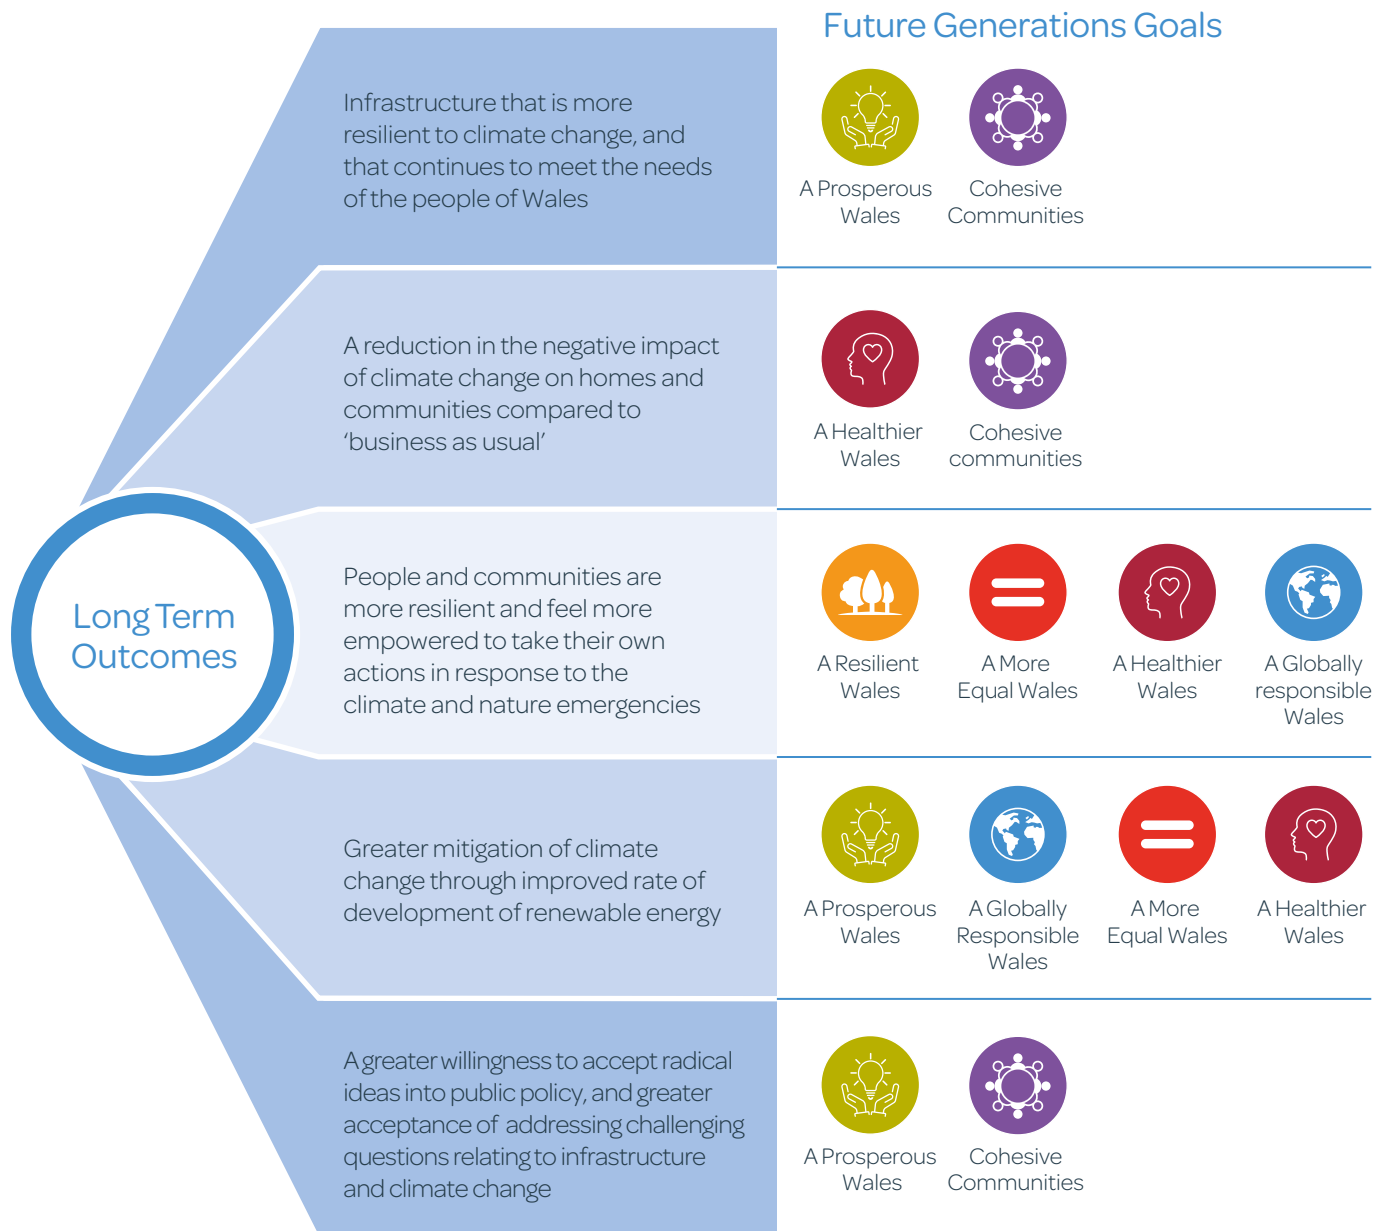 Future Generations Goals
Long Term
Outcomes
Infrastructure that is more
resilient to climate change, and
that continues to meet the needs
of the people of Wales
A Prosperous
Wales
Cohesive
Communities
A reduction in the negative impact
of climate change on homes and
communities compared to
‘business as usual’
A Healthier
Wales
Cohesive
communities
People and communities are
more resilient and feel more
empowered to take their own
actions in response to the
climate and nature emergencies
A Resilient
Wales
A More
Equal Wales
A Healthier
Wales
A Globally
responsible
Wales
Greater mitigation of climate
change through improved rate of
development of renewable energy
A Prosperous
Wales
A Globally
Responsible
Wales
A More
Equal Wales
A Healthier
Wales
A greater willingness to accept radical
ideas into public policy, and greater
acceptance of addressing challenging
questions relating to infrastructure
and climate change
A Prosperous
Wales
Cohesive
Communities